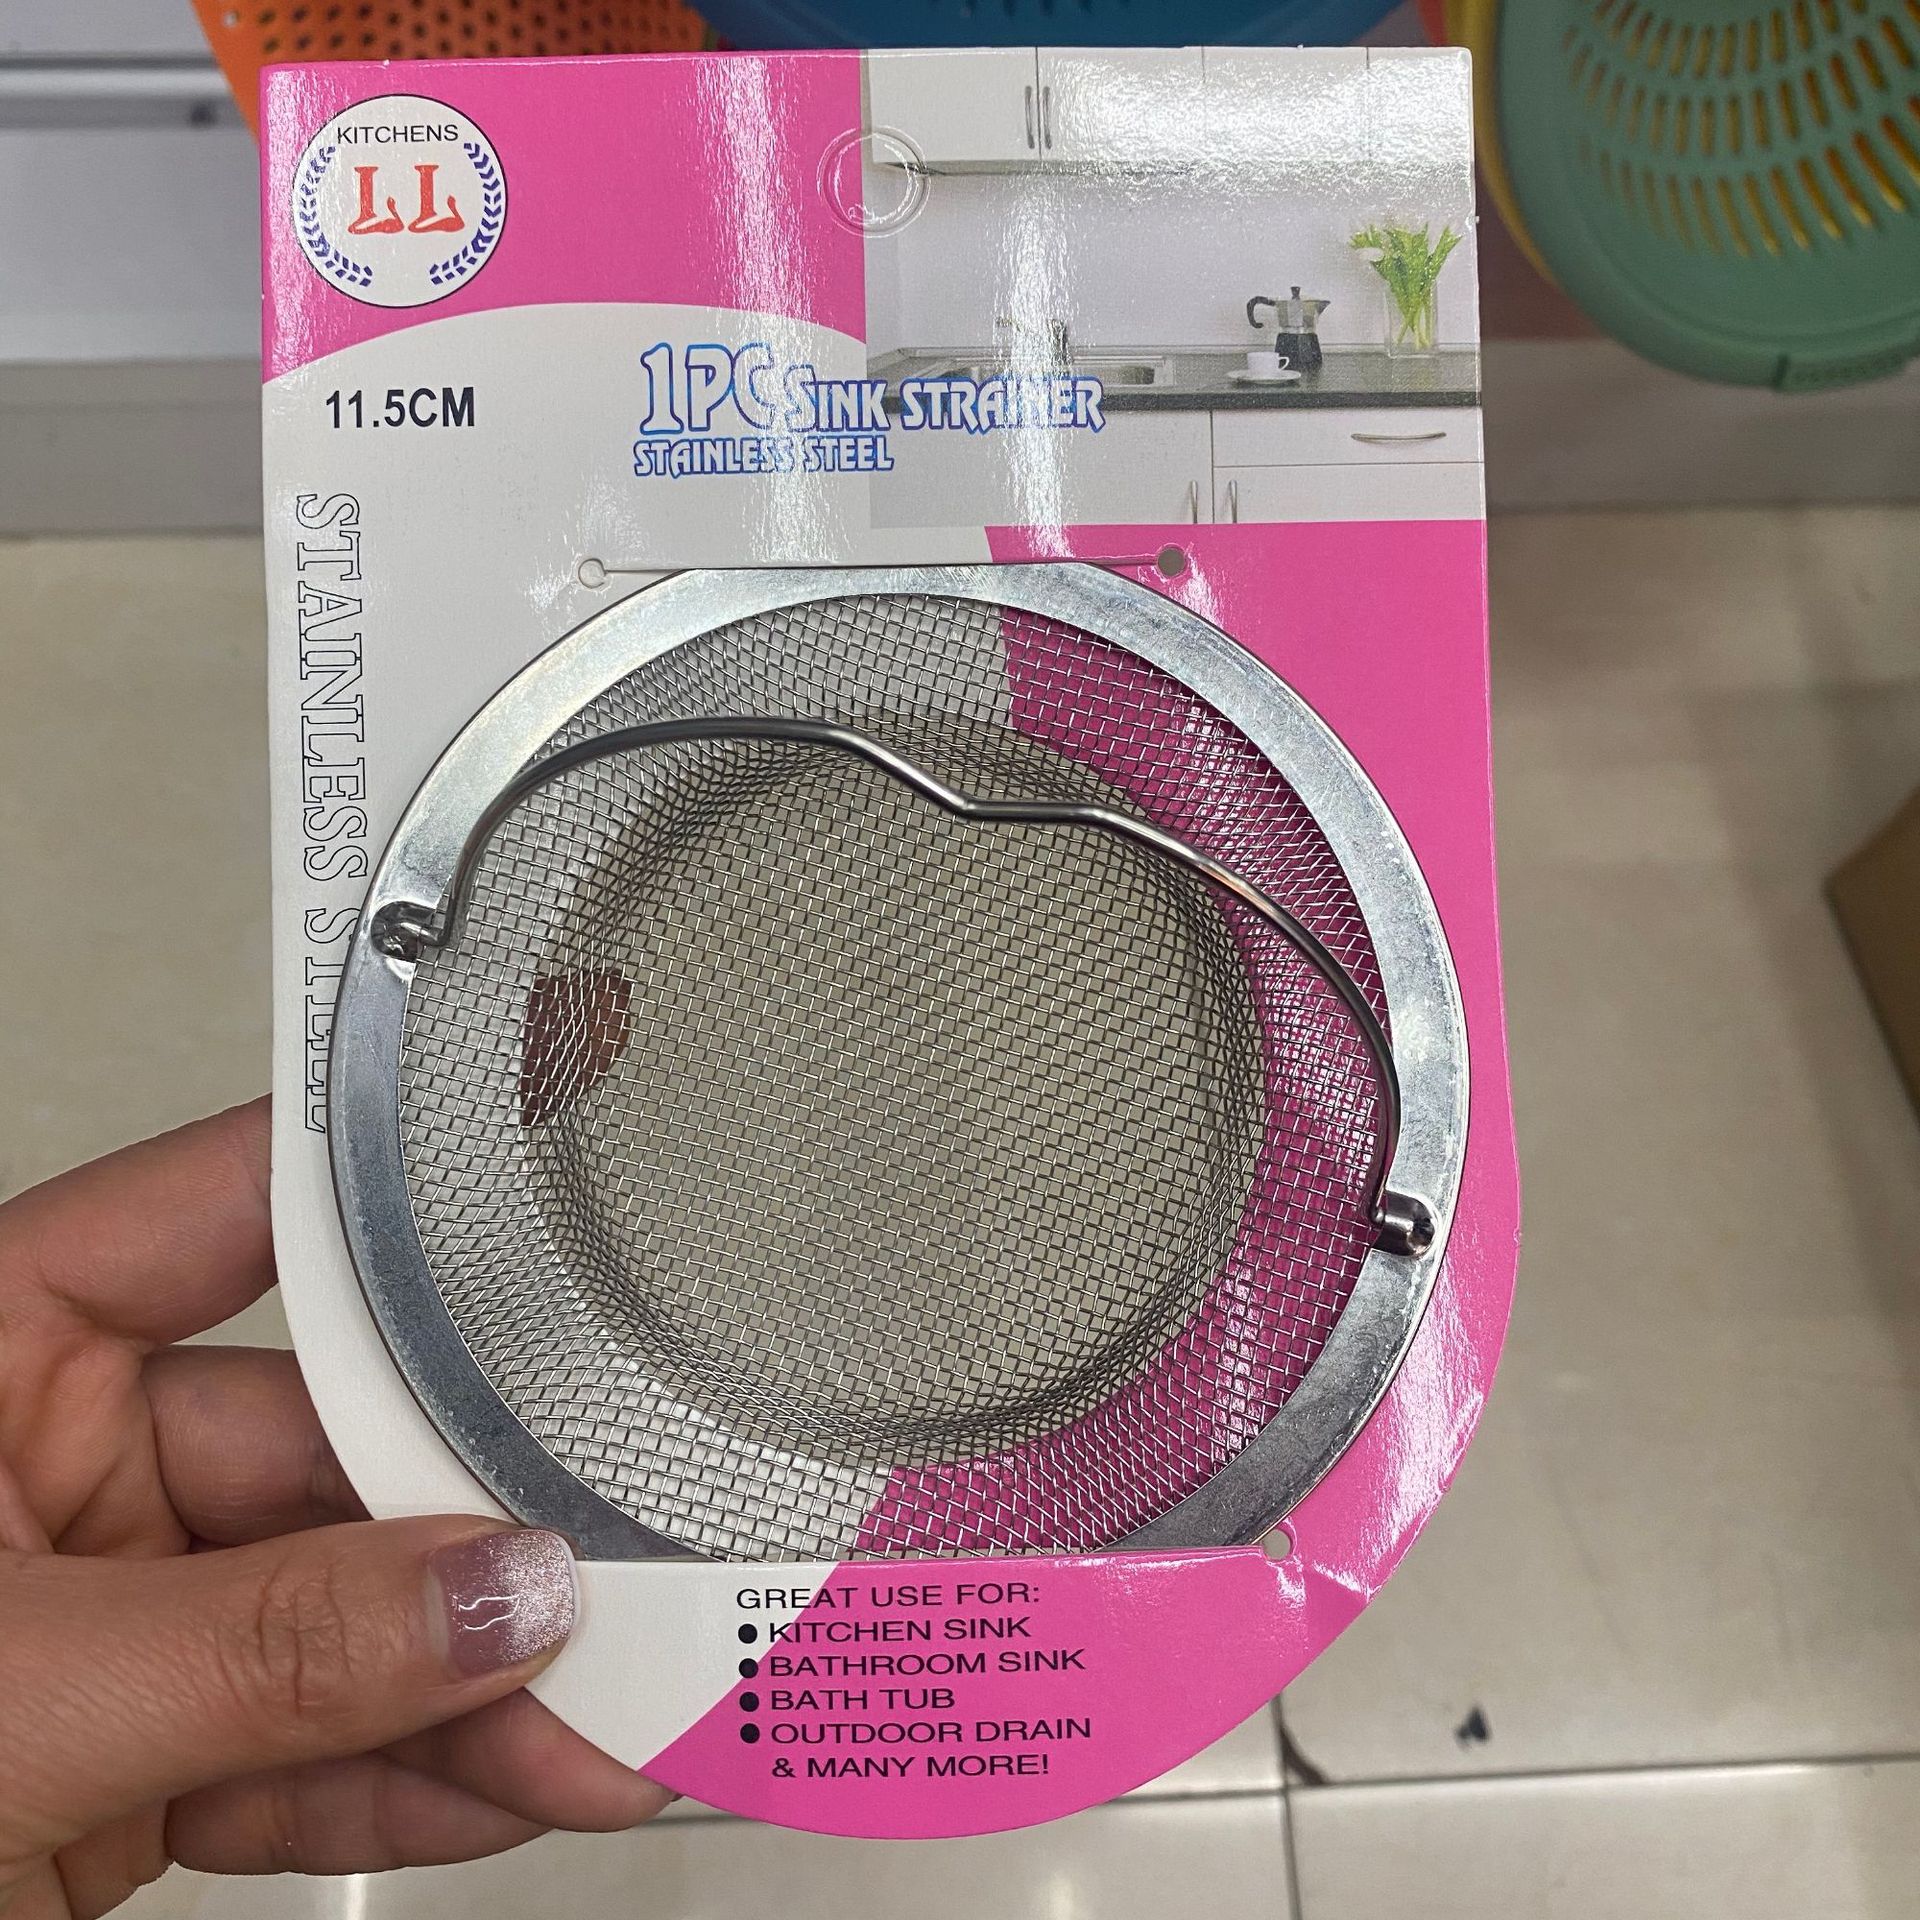 KITCHENS
LL
11.5CM
1PC SINK STRAINER
STAINLESS STEEL
STAINLESS STEEL
GREAT USE FOR:
● KITCHEN SINK
● BATHROOM SINK
● BATH TUB
● OUTDOOR DRAIN
& MANY MORE!